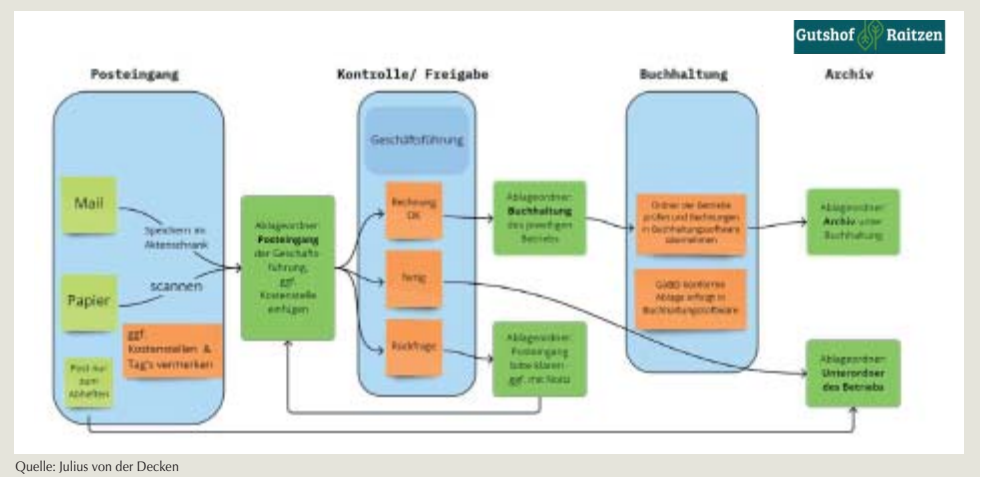 Gutshof Raitzen
Posteingang
Kontrolle/ Freigabe
Buchhaltung
Archiv
Mail
Papier
Post nur
zum
Abheften
Speichern im
Aktenschrank
scannen
ggf.
Kostenstellen &
Tag's vermerken
Ablageordner:
Posteingang
der Geschäfts
führung,
ggf.
Kostenstelle
einfügen
Geschäftsführung
Rechnung
OK
fertig
Rückfrage
Ablageordner:
Buchhaltung
des jeweiligen
Betriebs
Ablageordner:
Posteingang
bitte klären -
ggf. mit Notiz
Ordner der Betriebe
prüfen und Rechnungen
in Buchhaltungssoftware
übernehmen
GoBD konforme
Ablage erfolgt in
Buchhaltungssoftware
Ablageordner:
Archiv unter
Buchhaltung
Ablageordner:
Unterordner
des Betriebs
Quelle: Julius von der Decken